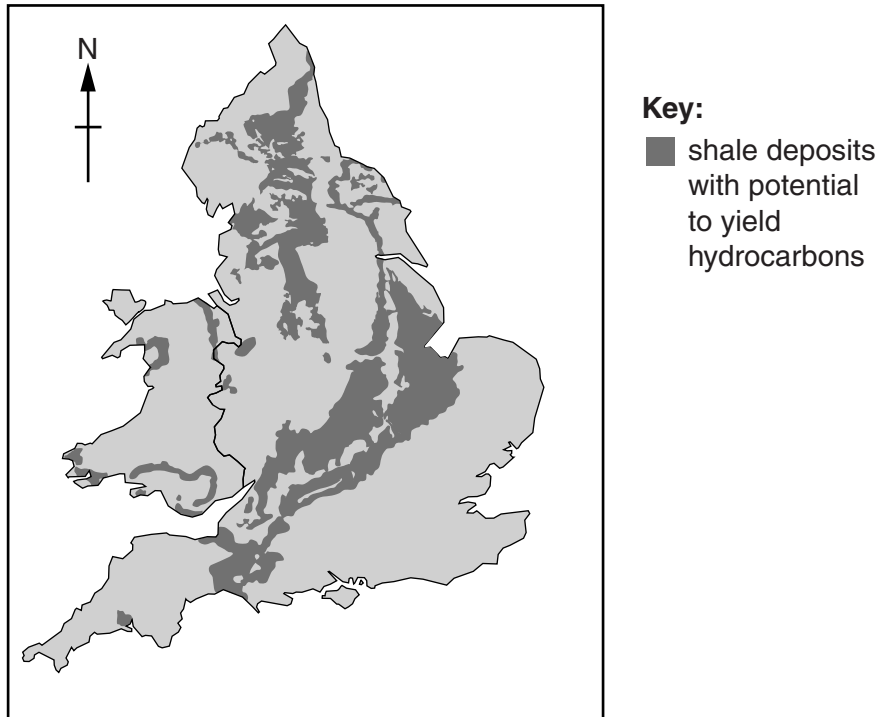 N
Key:
shale deposits
with potential
to yield
hydrocarbons